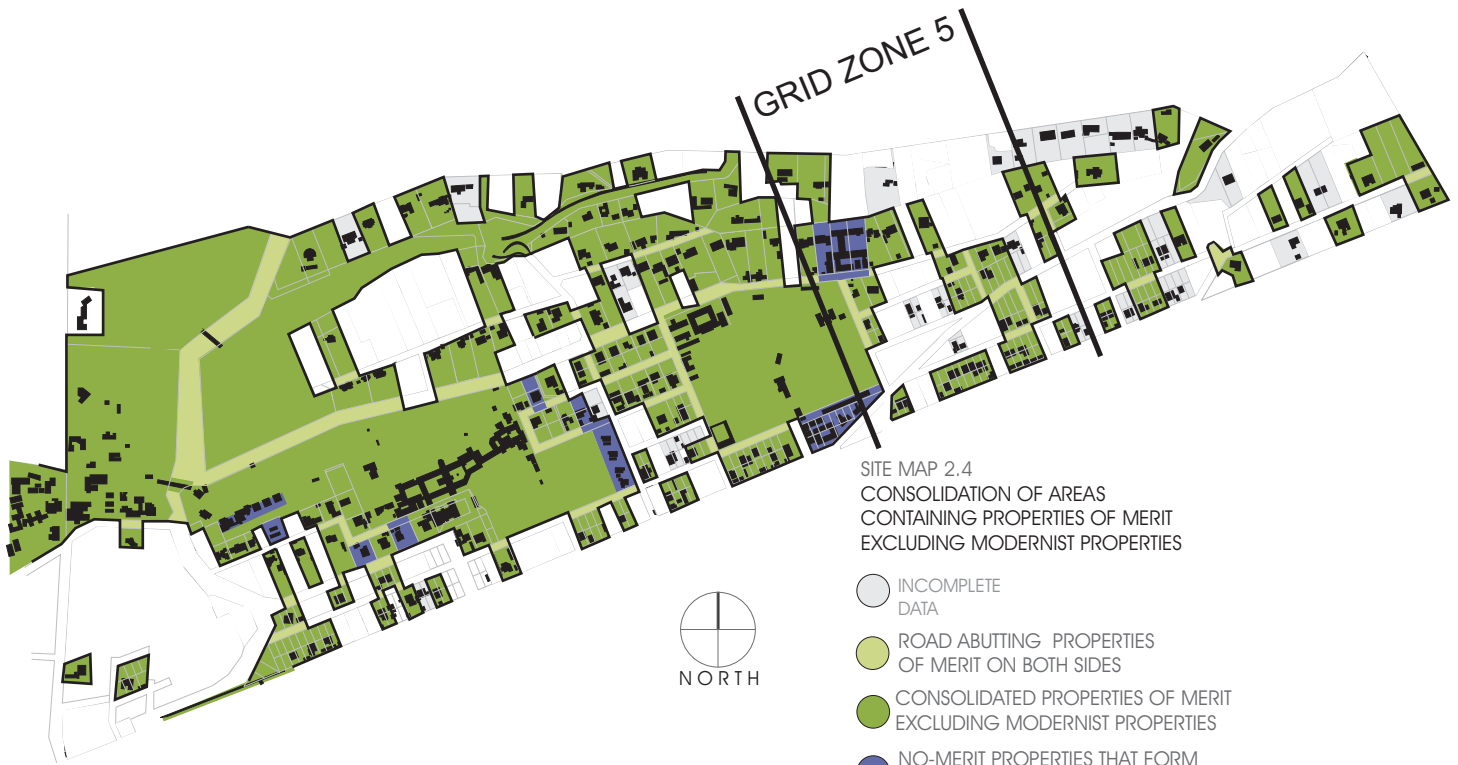 GRID ZONE 5
SITE MAP 2.4
CONSOLIDATION OF AREAS
CONTAINING PROPERTIES OF MERIT
EXCLUDING MODERNIST PROPERTIES
INCOMPLETE
DATA
ROAD ABUTTING PROPERTIES
OF MERIT ON BOTH SIDES
CONSOLIDATED PROPERTIES OF MERIT
EXCLUDING MODERNIST PROPERTIES
NO-MERIT PROPERTIES THAT FORM
NORTH